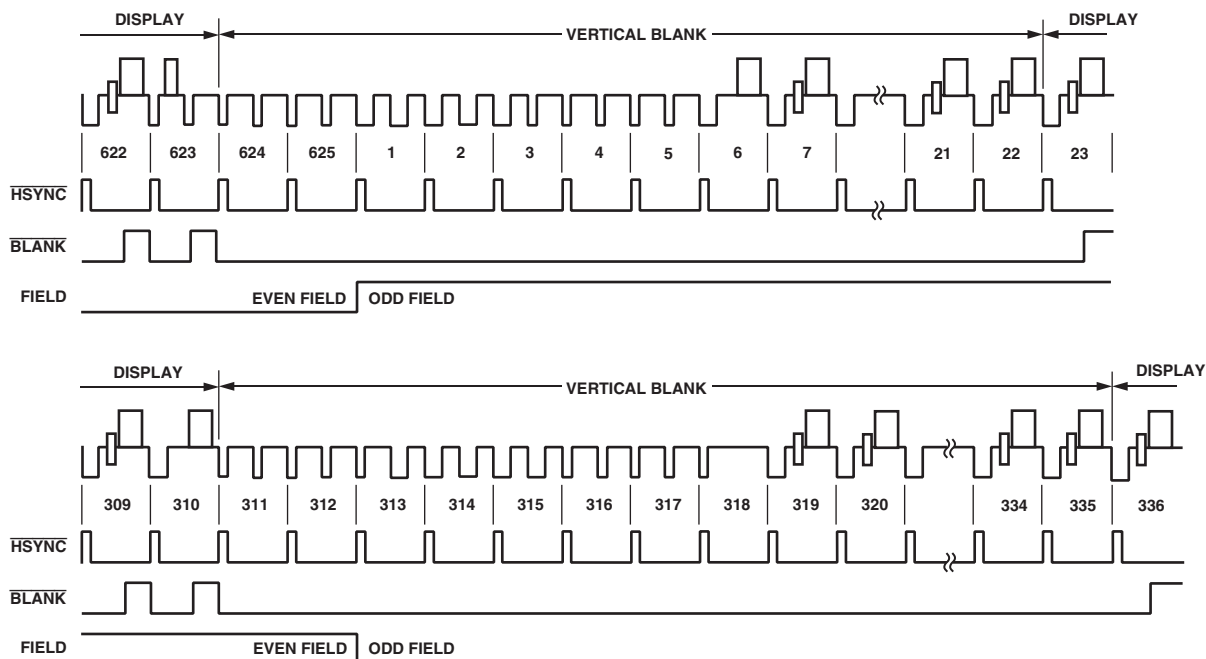 DISPLAY VERTICAL BLANK DISPLAY
622 623 624 625 1 2 3 4 5 6 7 21 22 23
HSYNC
BLANK
FIELD EVEN FIELD ODD FIELD
DISPLAY VERTICAL BLANK DISPLAY
309 310 311 312 313 314 315 316 317 318 319 320 334 335 336
HSYNC
BLANK
FIELD EVEN FIELD ODD FIELD